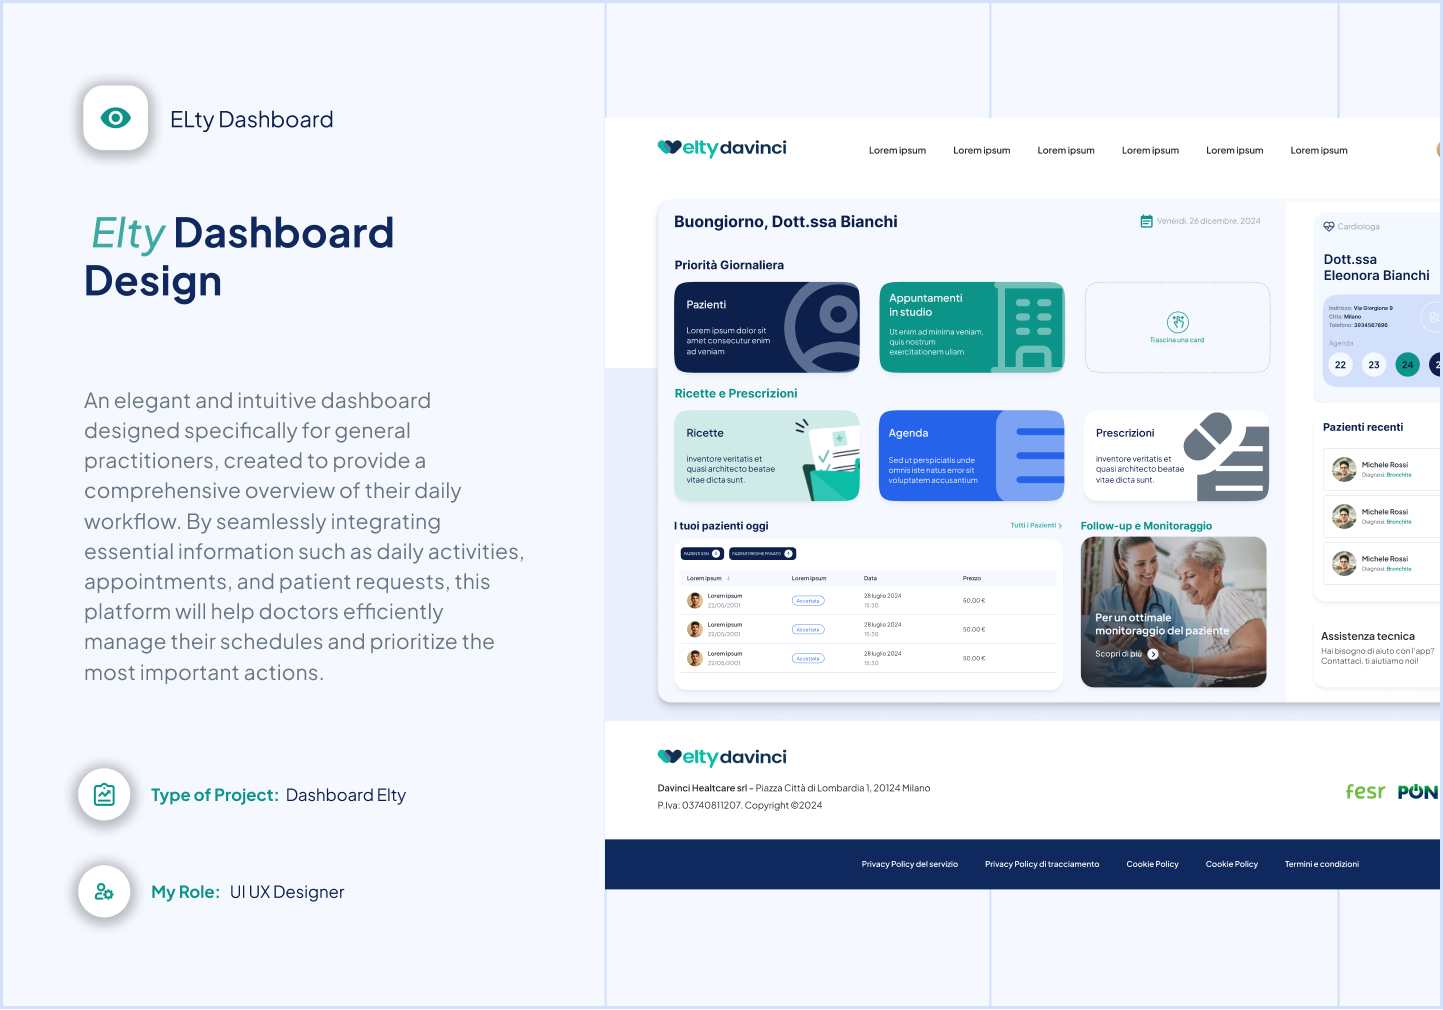 ELty Dashboard
Elty Dashboard
Design
An elegant and intuitive dashboard
designed specifically for general
practitioners, created to provide a
comprehensive overview of their daily
workflow. By seamlessly integrating
essential information such as daily activities,
appointments, and patient requests, this
platform will help doctors efficiently
manage their schedules and prioritize the
most important actions.
Type of Project: Dashboard Elty
My Role: UI UX Designer
eltydavinci
Lorem ipsum Lorem ipsum Lorem ipsum Lorem ipsum Lorem ipsum Lorem ipsum
Buongiorno, Dott.ssa Bianchi
Venerdì, 26 dicembre, 2024
Priorità Giornaliera
Pazienti
Lorem ipsum dolor sit
amet consectetur enim
ad veniam
Appuntamenti
in studio
Ut enim ad minima veniam,
quis nostrum
exercitationem ullam
Trascina una card
Ricette e Prescrizioni
Ricette
inventore veritatis et
quasi architecto beatae
vitae dicta sunt.
Agenda
Sed ut perspiciatis unde
omnis iste natus error sit
voluptatem accusantium
Prescrizioni
inventore veritatis et
quasi architecto beatae
vitae dicta sunt.
I tuoi pazienti oggi
Tutti i Pazienti
PAZIENTI SSN
PAZIENTI REGIME PRIVATO
Lorem ipsum Lorem ipsum Data Prezzo
Lorem ipsum
22/05/2001
Accettata
28 luglio 2024
15:30
50,00 €
Lorem ipsum
22/05/2001
Accettata
28 luglio 2024
15:30
50,00 €
Lorem ipsum
22/05/2001
Accettata
28 luglio 2024
15:30
50,00 €
Follow-up e Monitoraggio
Per un ottimale
monitoraggio del paziente
Scopri di più
Cardiologa
Dott.ssa
Eleonora Bianchi
Indirizzo: Via Giorgione 9
Città: Milano
Telefono: 3934567896
Agenda
22 23 24
Pazienti recenti
Michele Rossi
Diagnosi: Bronchite
Michele Rossi
Diagnosi: Bronchite
Michele Rossi
Diagnosi: Bronchite
Assistenza tecnica
Hai bisogno di aiuto con l'app?
Contattaci, ti aiutiamo noi!
eltydavinci
Davinci Healtcare srl - Piazza Città di Lombardia 1, 20124 Milano
P.Iva: 03740811207. Copyright ©2024
fesr PON
Privacy Policy del servizio Privacy Policy di tracciamento Cookie Policy Cookie Policy Termini e condizioni